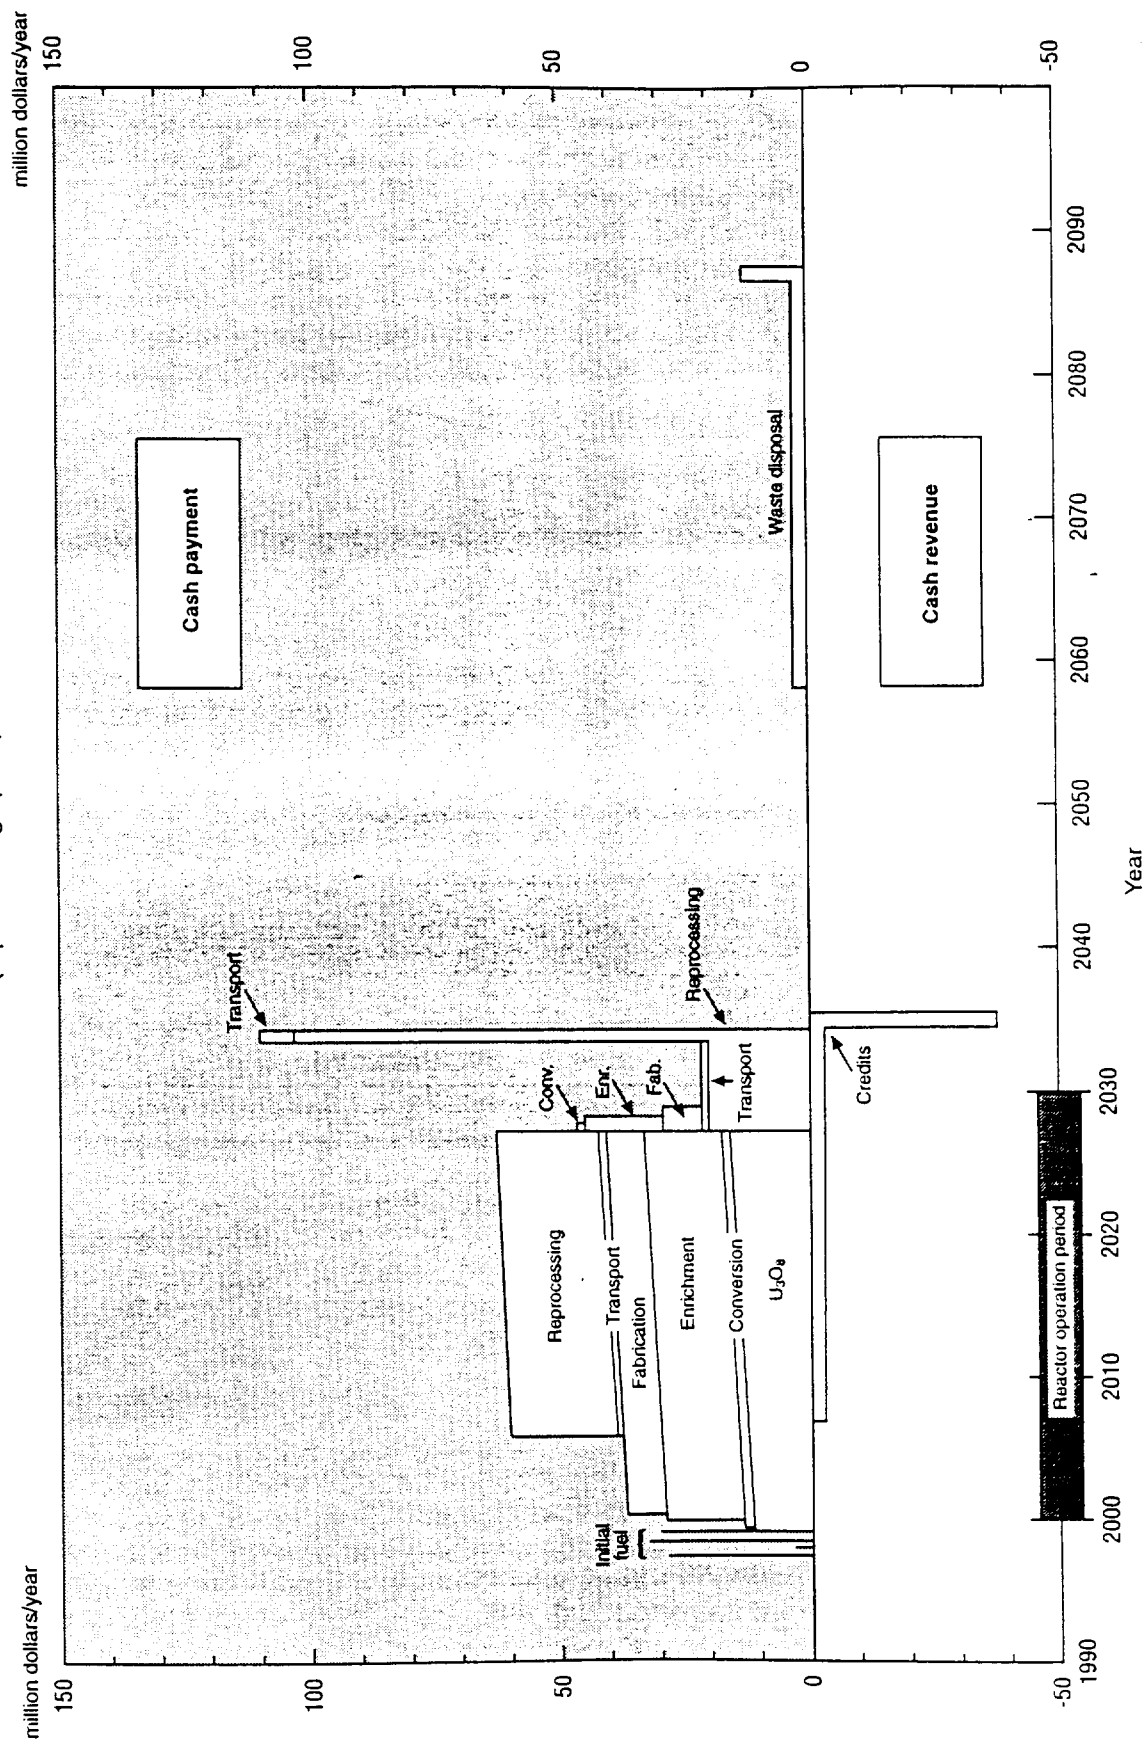 million dollars/year
million dollars/year
150
150
100
100
50
50
0
0
-50
-50
Cash payment
Transport
Conv.
Enr.
Fab.
Reprocessing
Transport
Initial
fuel
Reprocessing
Transport
Fabrication
Enrichment
Conversion
U₃O₈
Waste disposal
Credits
Cash revenue
Reactor operation period
1990
2000
2010
2020
2030
2040
2050
2060
2070
2080
2090
Year